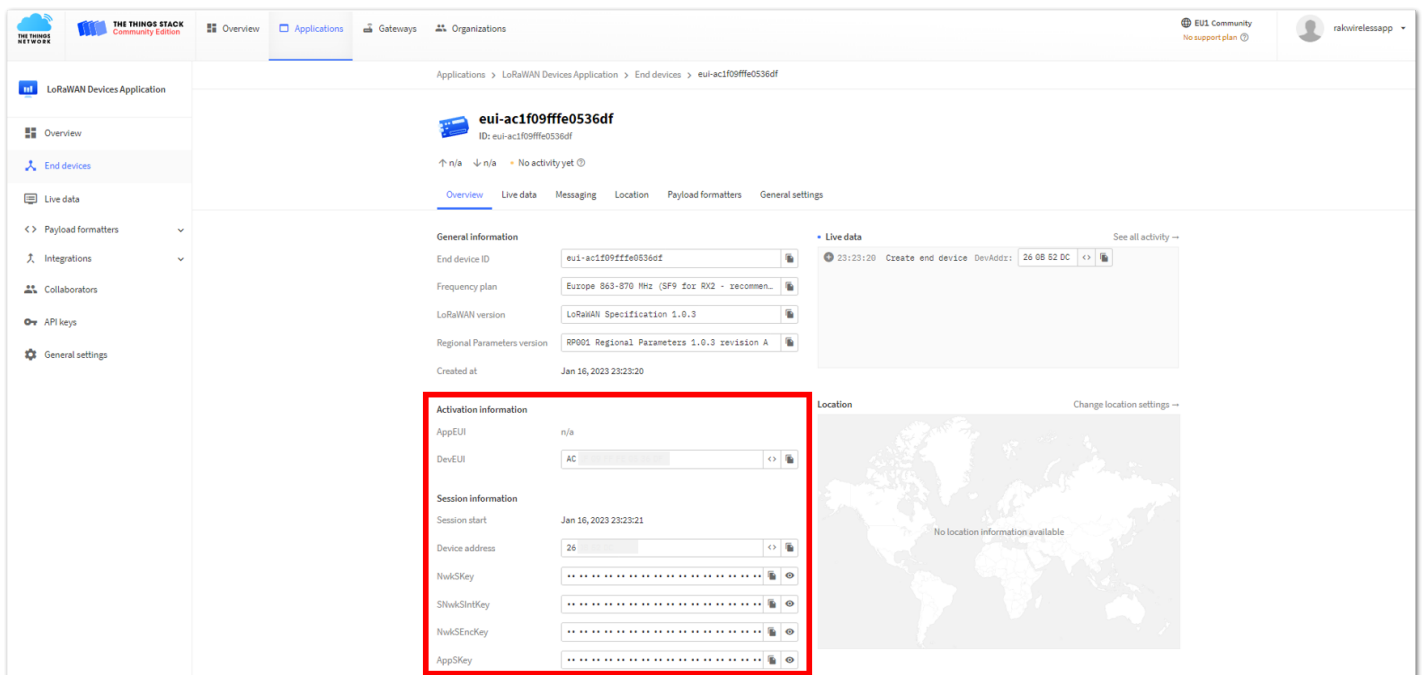 THE THINGS NETWORK
THE THINGS STACK
Community Edition
Overview
Applications
Gateways
Organizations
EU1 Community
No support plan
rakwirelessapp
LoRaWAN Devices Application
Overview
End devices
Live data
Payload formatters
Integrations
Collaborators
API keys
General settings
Applications > LoRaWAN Devices Application > End devices > eui-ac1f09fffe0536df
eui-ac1f09fffe0536df
ID: eui-ac1f09fffe0536df
↑ n/a ↓ n/a • No activity yet
Overview Live data Messaging Location Payload formatters General settings
General information
End device ID eui-ac1f09fffe0536df
Frequency plan Europe 863-870 MHz (SF9 for RX2 - recommen...
LoRaWAN version LoRaWAN Specification 1.0.3
Regional Parameters version RP001 Regional Parameters 1.0.3 revision A
Created at Jan 16, 2023 23:23:20
Activation information
AppEUI n/a
DevEUI AC
Session information
Session start Jan 16, 2023 23:23:21
Device address 26
NwkSKey
SNwkSIntKey
NwkSEncKey
AppSKey
• Live data See all activity →
23:23:20 Create end device DevAddr: 26 0B 52 DC
Location Change location settings →
No location information available